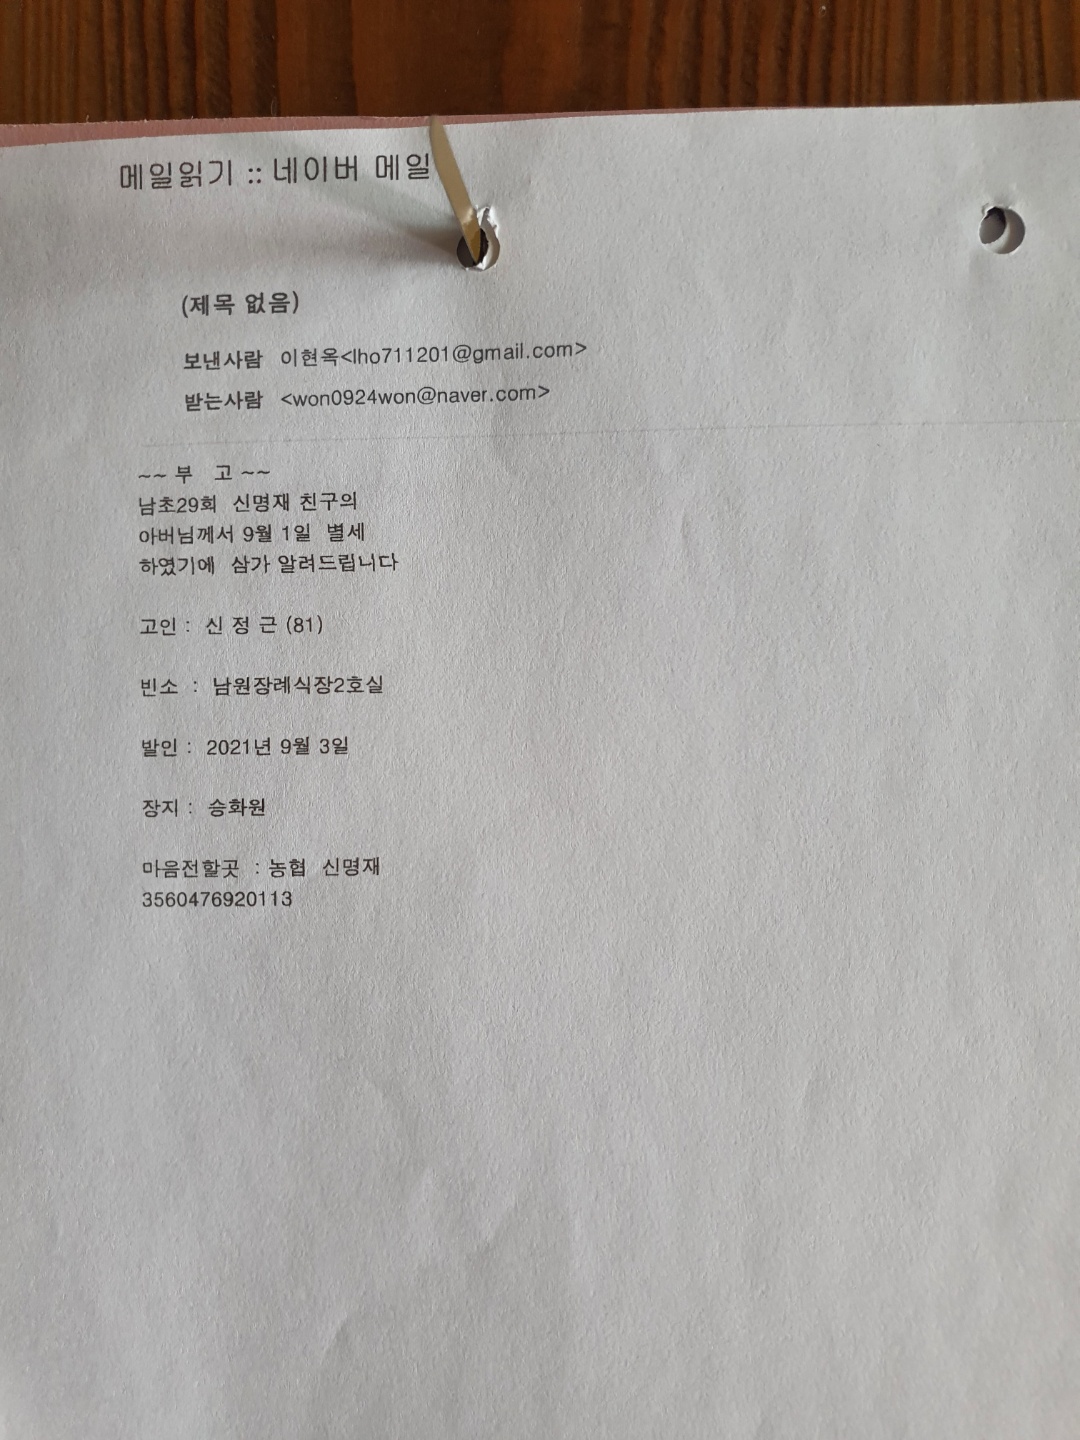 메일읽기 :: 네이버 메일
(제목 없음)
보낸사람 이현옥<lho711201@gmail.com>
받는사람 <won0924won@naver.com>
~~ 부 고 ~~
남초29회 신명재 친구의
아버님께서 9월 1일 별세
하였기에 삼가 알려드립니다
고인 : 신 정 근 (81)
빈소 : 남원장례식장2호실
발인 : 2021년 9월 3일
장지 : 승화원
마음전할곳 : 농협 신명재
3560476920113